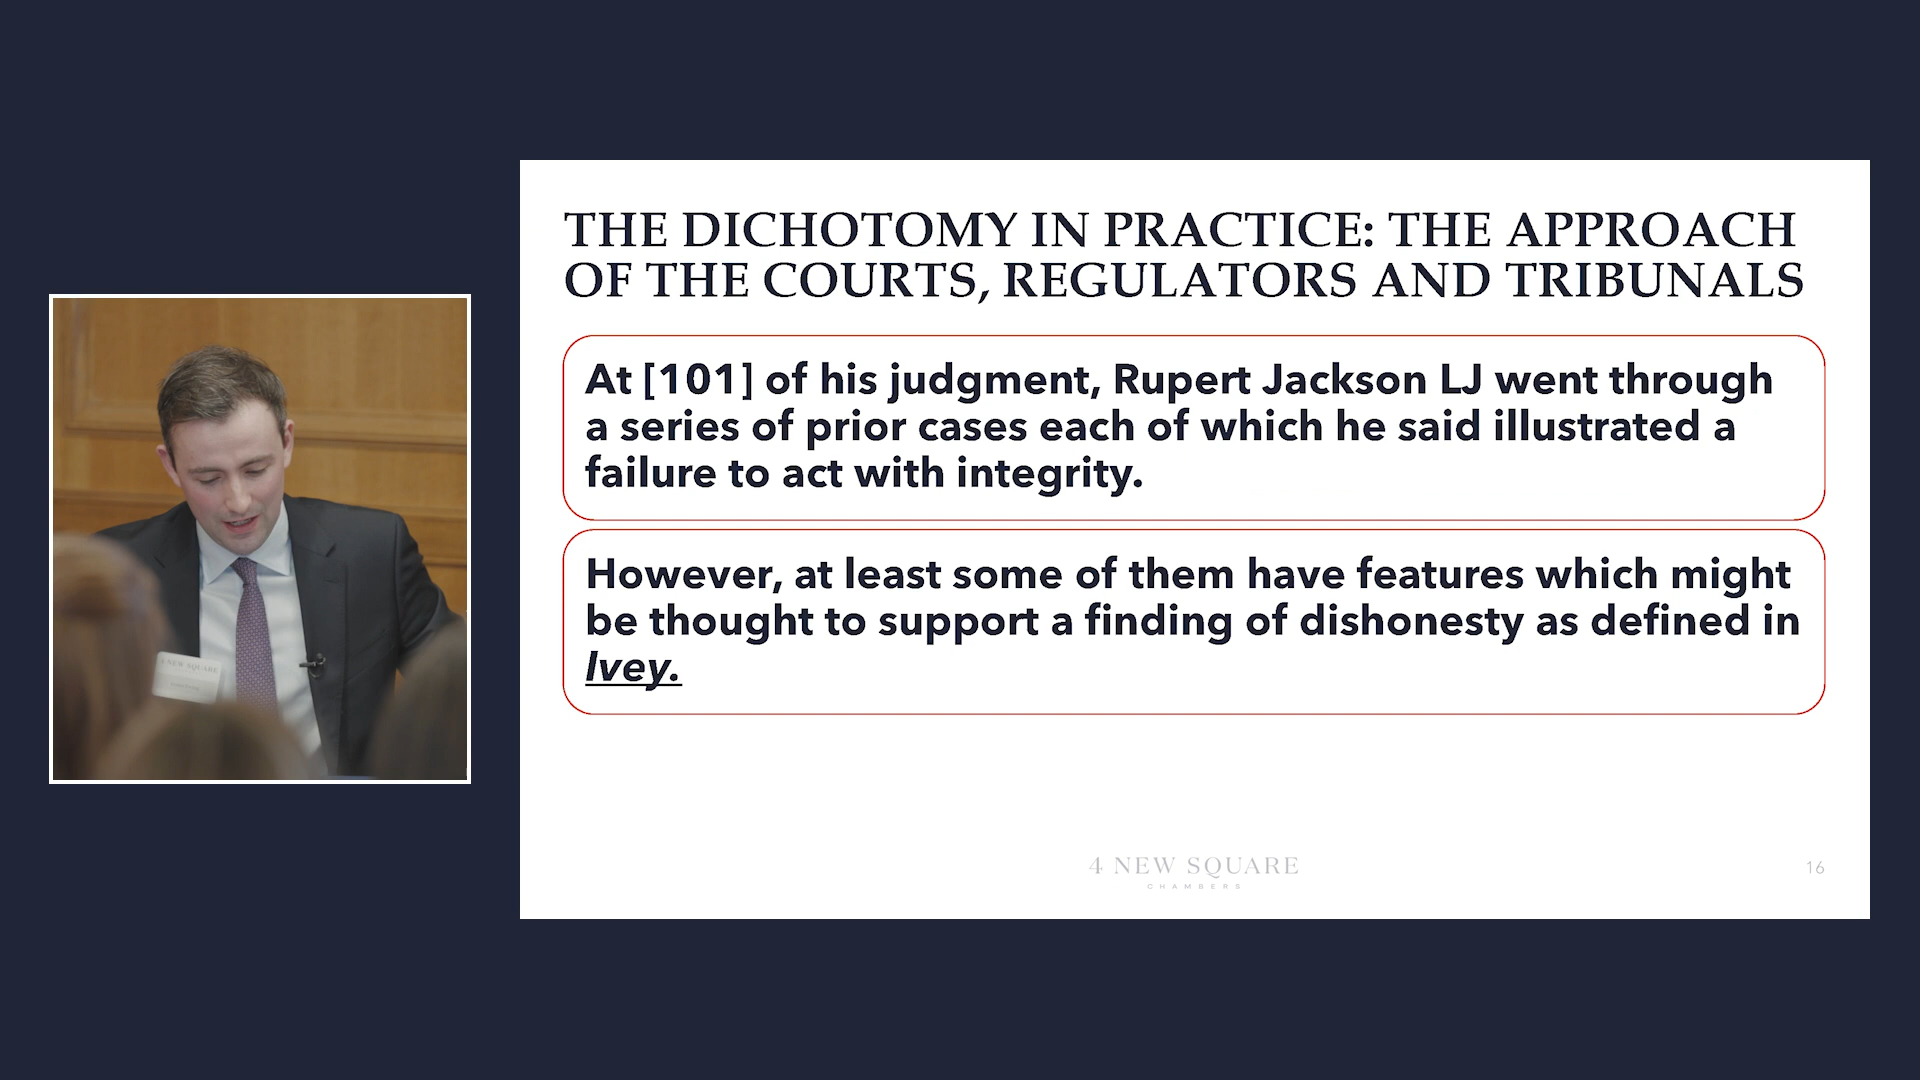 THE DICHOTOMY IN PRACTICE: THE APPROACH
OF THE COURTS, REGULATORS AND TRIBUNALS
At [101] of his judgment, Rupert Jackson LJ went through
a series of prior cases each of which he said illustrated a
failure to act with integrity.
However, at least some of them have features which might
be thought to support a finding of dishonesty as defined in
Ivey.
4 NEW SQUARE
CHAMBERS
16
4 NEW SQUARE